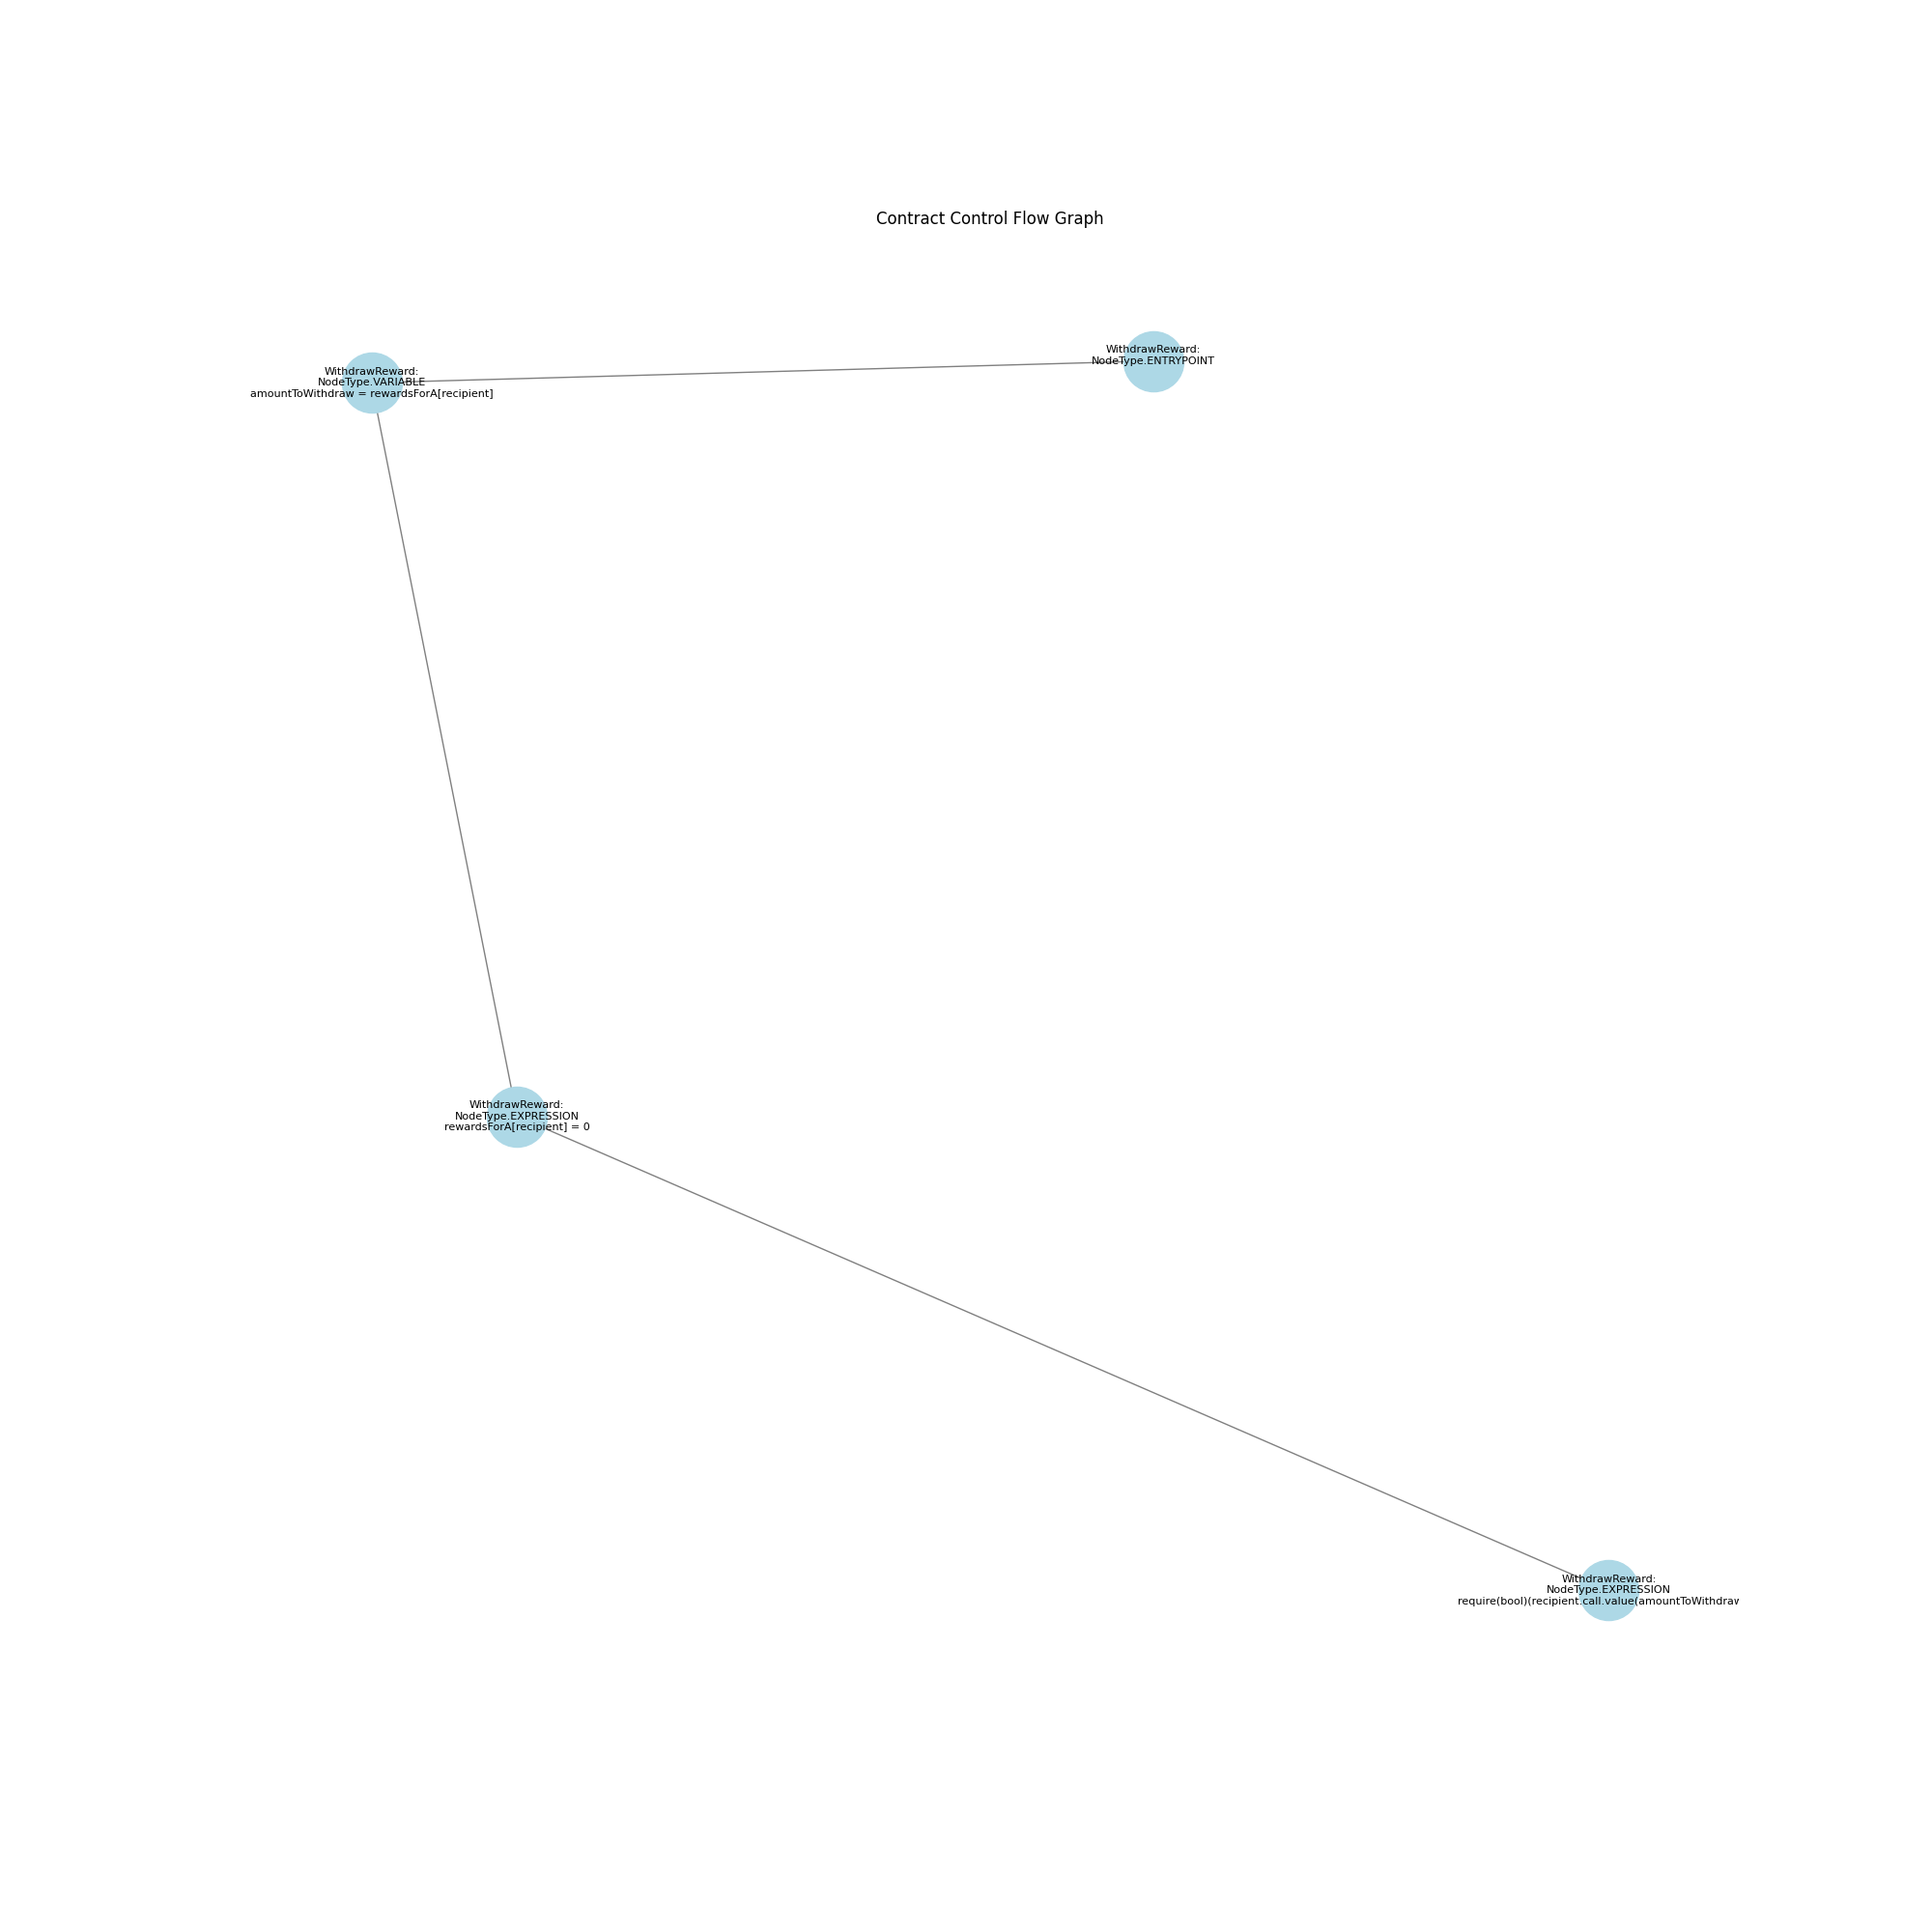 Contract Control Flow Graph
WithdrawReward:
NodeType.ENTRYPOINT
WithdrawReward:
NodeType.VARIABLE
amountToWithdraw = rewardsForA[recipient]
WithdrawReward:
NodeType.EXPRESSION
rewardsForA[recipient] = 0
WithdrawReward:
NodeType.EXPRESSION
require(bool)(recipient.call.value(amountToWithdraw